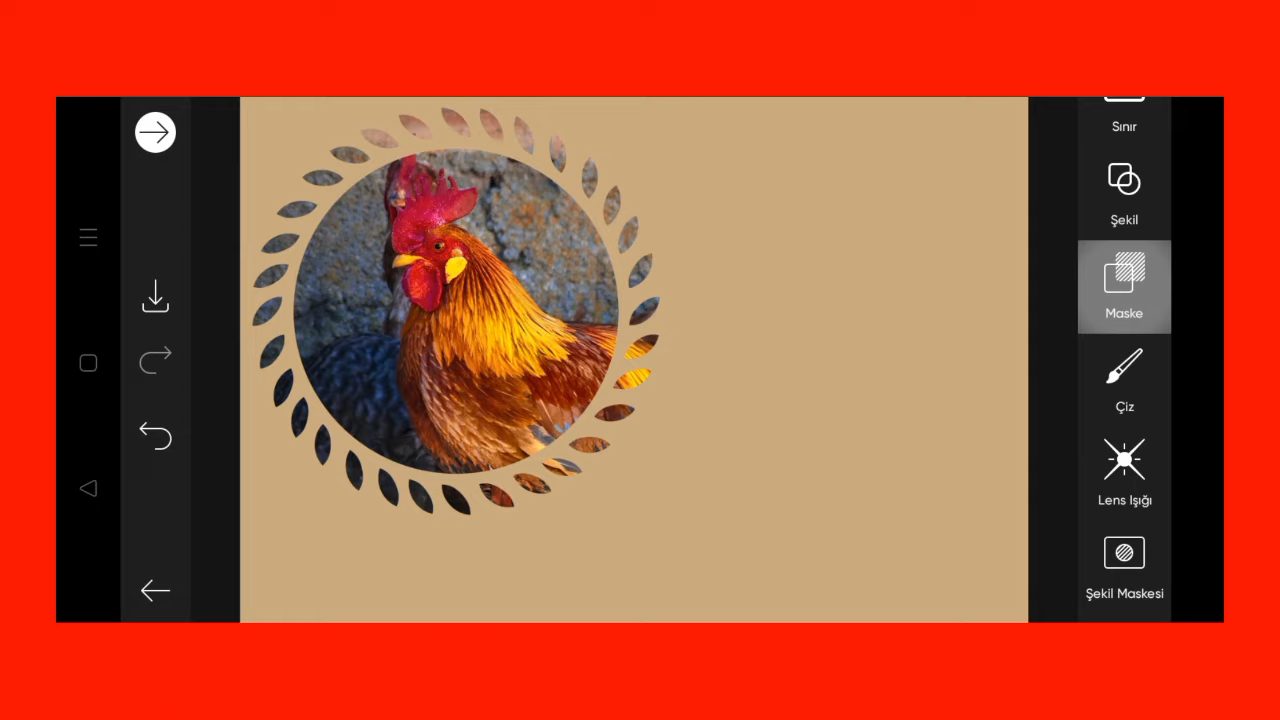 Sınır
Şekil
Maske
Çiz
Lens Işığı
Şekil Maskesi